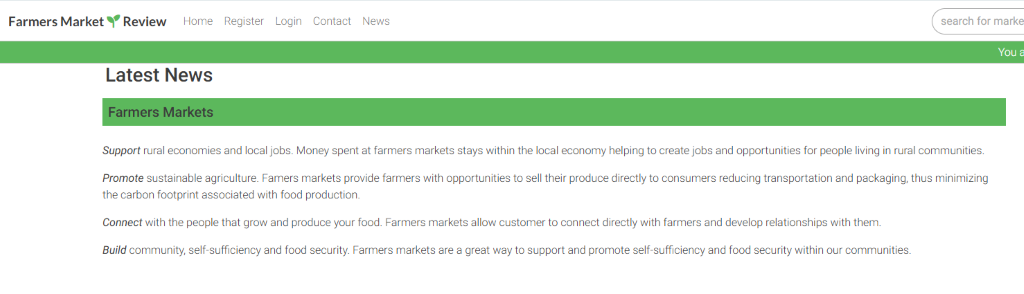 Farmers Market Review Home Register Login Contact News search for marke
You a
Latest News
Farmers Markets
Support rural economies and local jobs. Money spent at farmers markets stays within the local economy helping to create jobs and opportunities for people living in rural communities.
Promote sustainable agriculture. Famers markets provide farmers with opportunities to sell their produce directly to consumers reducing transportation and packaging, thus minimizing
the carbon footprint associated with food production.
Connect with the people that grow and produce your food. Farmers markets allow customer to connect directly with farmers and develop relationships with them.
Build community, self-sufficiency and food security. Farmers markets are a great way to support and promote self-sufficiency and food security within our communities.